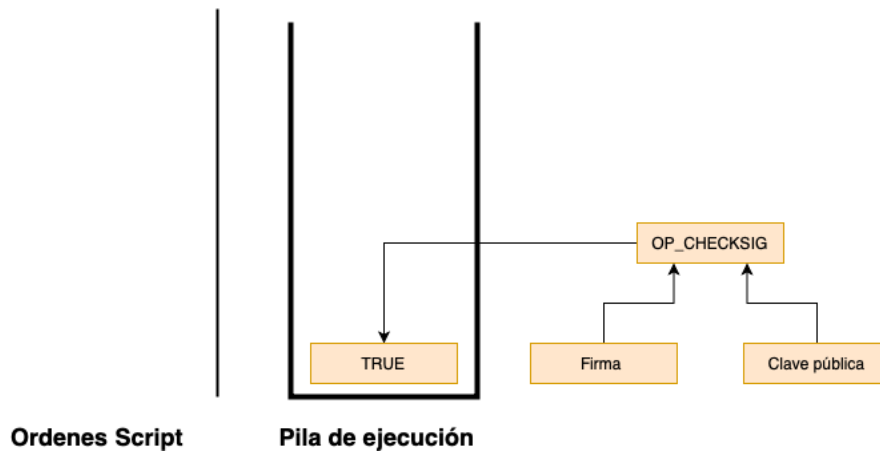 OP_CHECKSIG
TRUE
Firma
Clave pública
Ordenes Script
Pila de ejecución